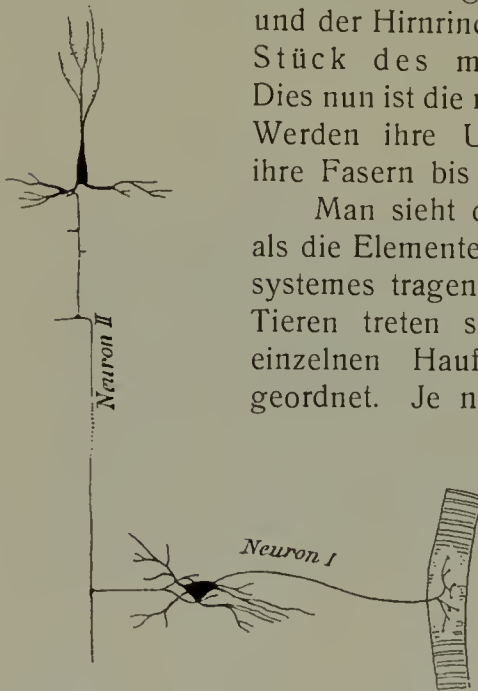 und der Hirnrinc
Stück des m
Dies nun ist die r
Werden ihre U
ihre Fasern bis
Man sieht d
als die Elemente
systemes tragen
Tieren treten s
einzelnen Hauf
geordnet. Je n
Neuron II
Neuron I